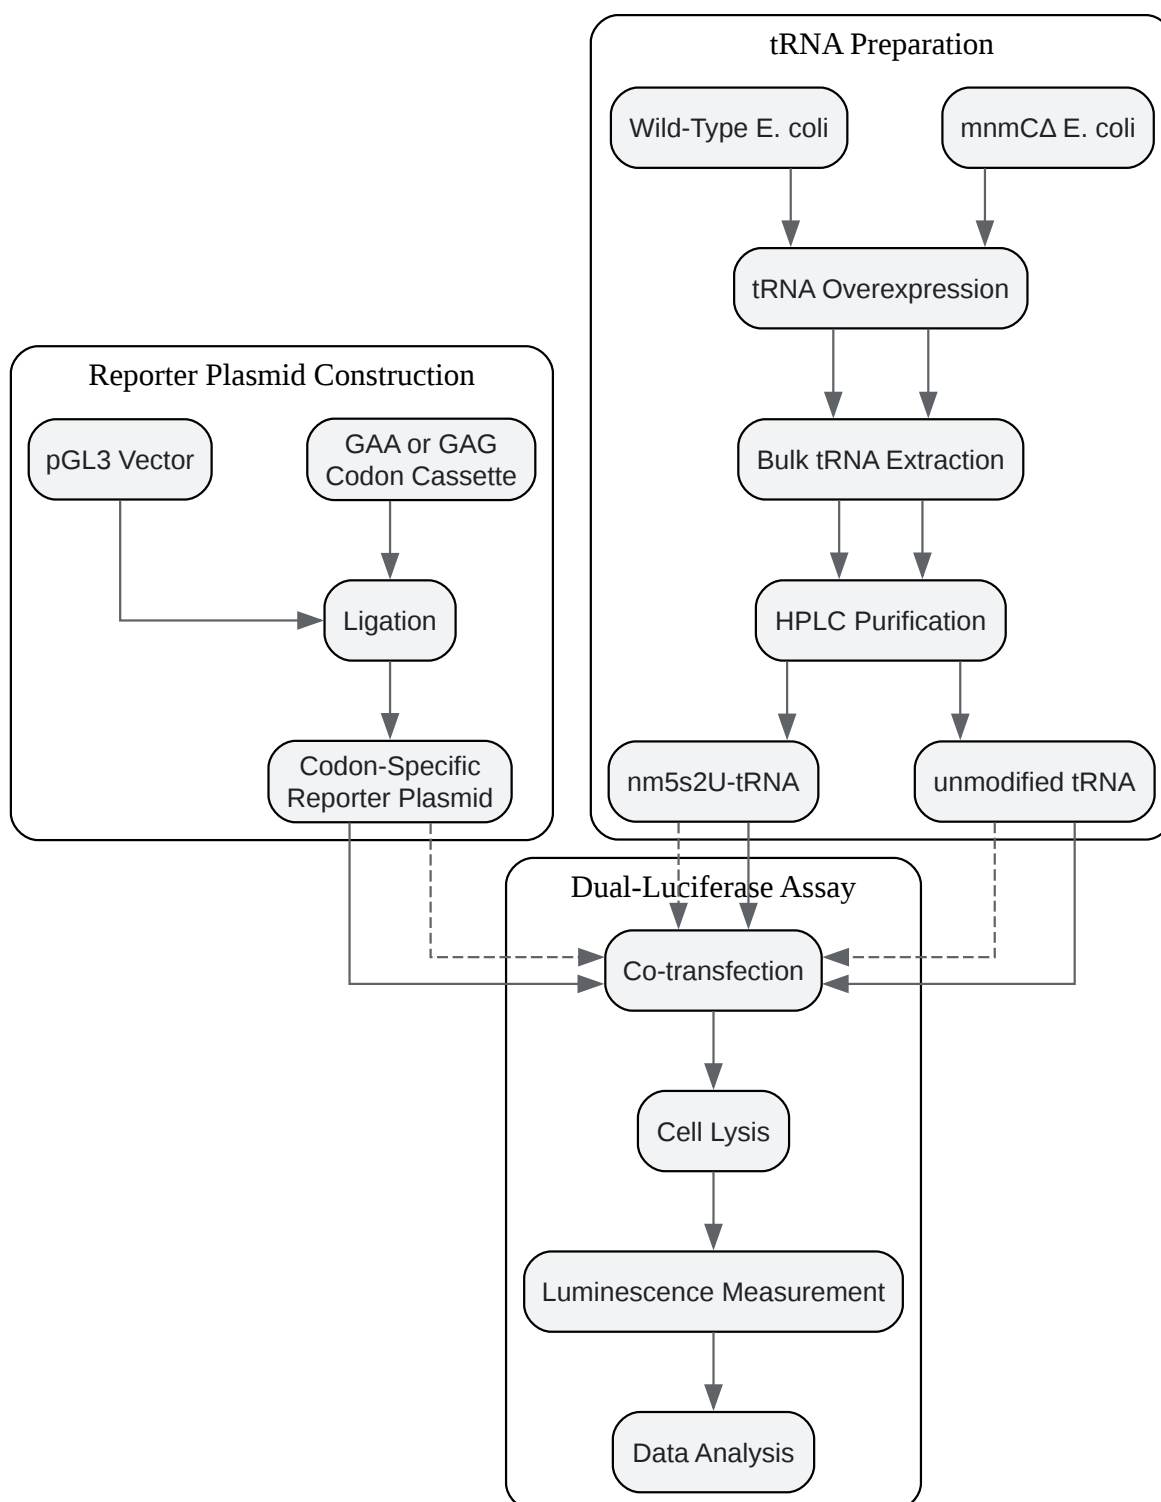 tRNA Preparation
Wild-Type E. coli
mnmCΔ E. coli
tRNA Overexpression
Bulk tRNA Extraction
HPLC Purification
nm5s2U-tRNA
unmodified tRNA
Reporter Plasmid Construction
pGL3 Vector
GAA or GAG
Codon Cassette
Ligation
Codon-Specific
Reporter Plasmid
Dual-Luciferase Assay
Co-transfection
Cell Lysis
Luminescence Measurement
Data Analysis